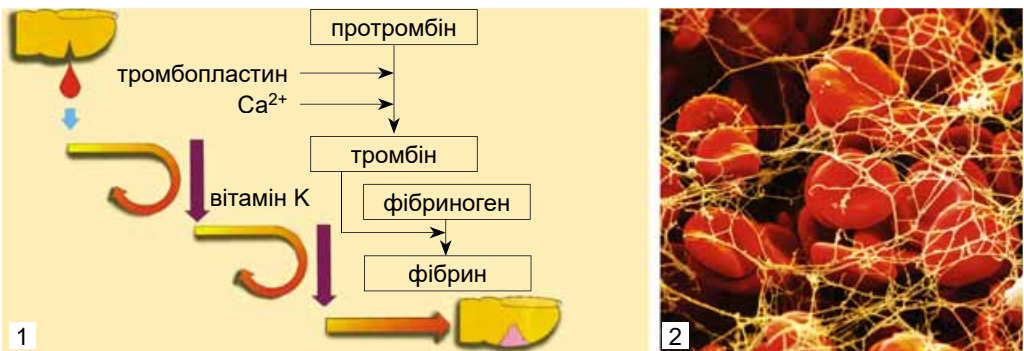 протромбін
тромбопластин
Ca²⁺
тромбін
вітамін K
фібриноген
фібрин
1
2